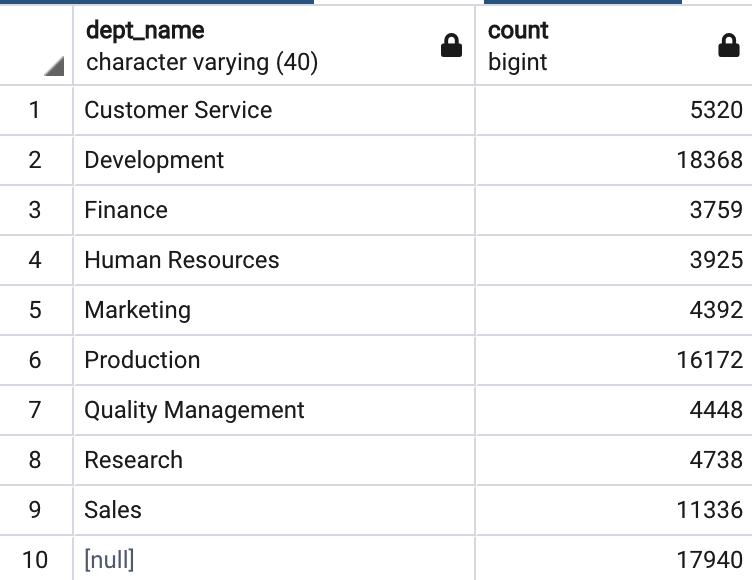 dept_name count
character varying (40) bigint
1 Customer Service 5320
2 Development 18368
3 Finance 3759
4 Human Resources 3925
5 Marketing 4392
6 Production 16172
7 Quality Management 4448
8 Research 4738
9 Sales 11336
10 [null] 17940